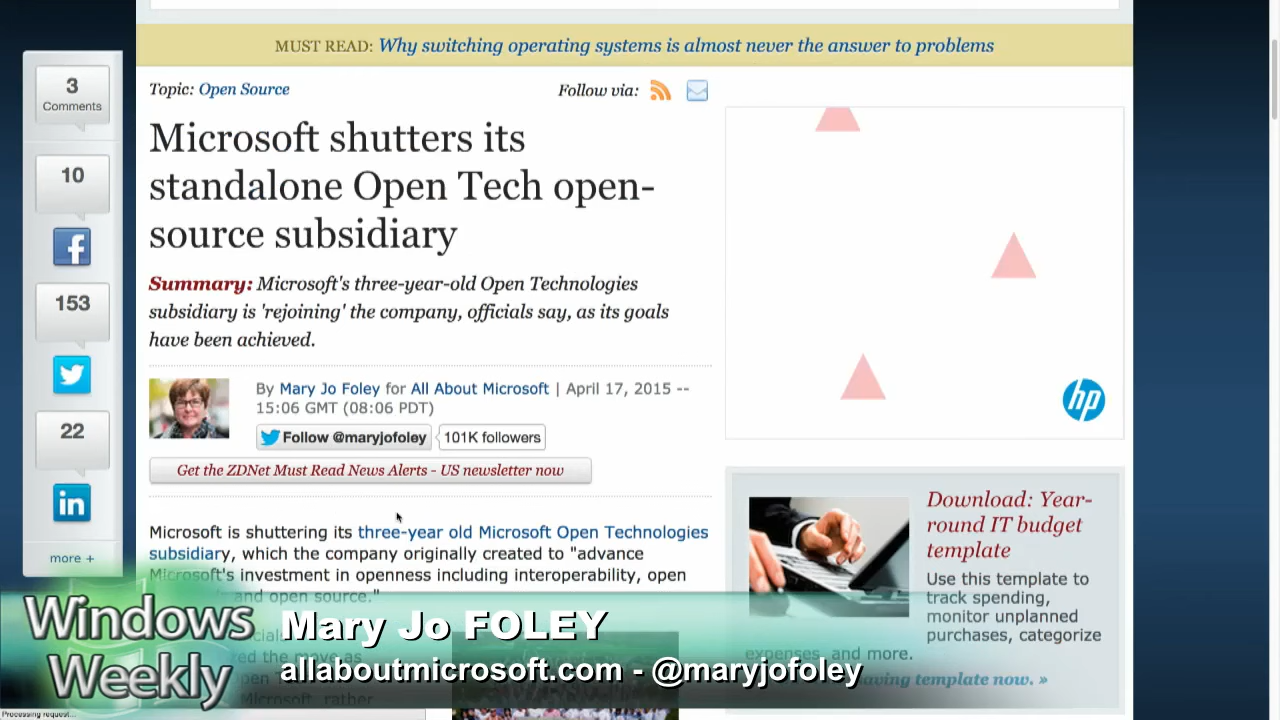 MUST READ: Why switching operating systems is almost never the answer to problems
3
Comments
10
153
22
more +
Topic: Open Source
Follow via:
Microsoft shutters its
standalone Open Tech open-
source subsidiary
Summary: Microsoft's three-year-old Open Technologies
subsidiary is 'rejoining' the company, officials say, as its goals
have been achieved.
By Mary Jo Foley for All About Microsoft | April 17, 2015 --
15:06 GMT (08:06 PDT)
Follow @maryjofoley
101K followers
Get the ZDNet Must Read News Alerts - US newsletter now
Microsoft is shuttering its three-year old Microsoft Open Technologies
subsidiary, which the company originally created to "advance
Microsoft's investment in openness including interoperability, open
and open source."
the move as
Microsoft, rather
hp
Download: Year-
round IT budget
template
Use this template to
track spending,
monitor unplanned
purchases, categorize
expenses, and more.
template now. »
Windows
Weekly
Mary Jo FOLEY
allaboutmicrosoft.com - @maryjofoley
Processing request...